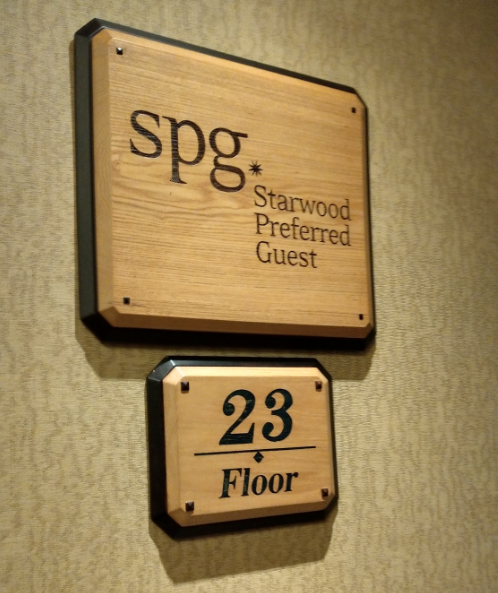 spg.
Starwood
Preferred
Guest
23
Floor